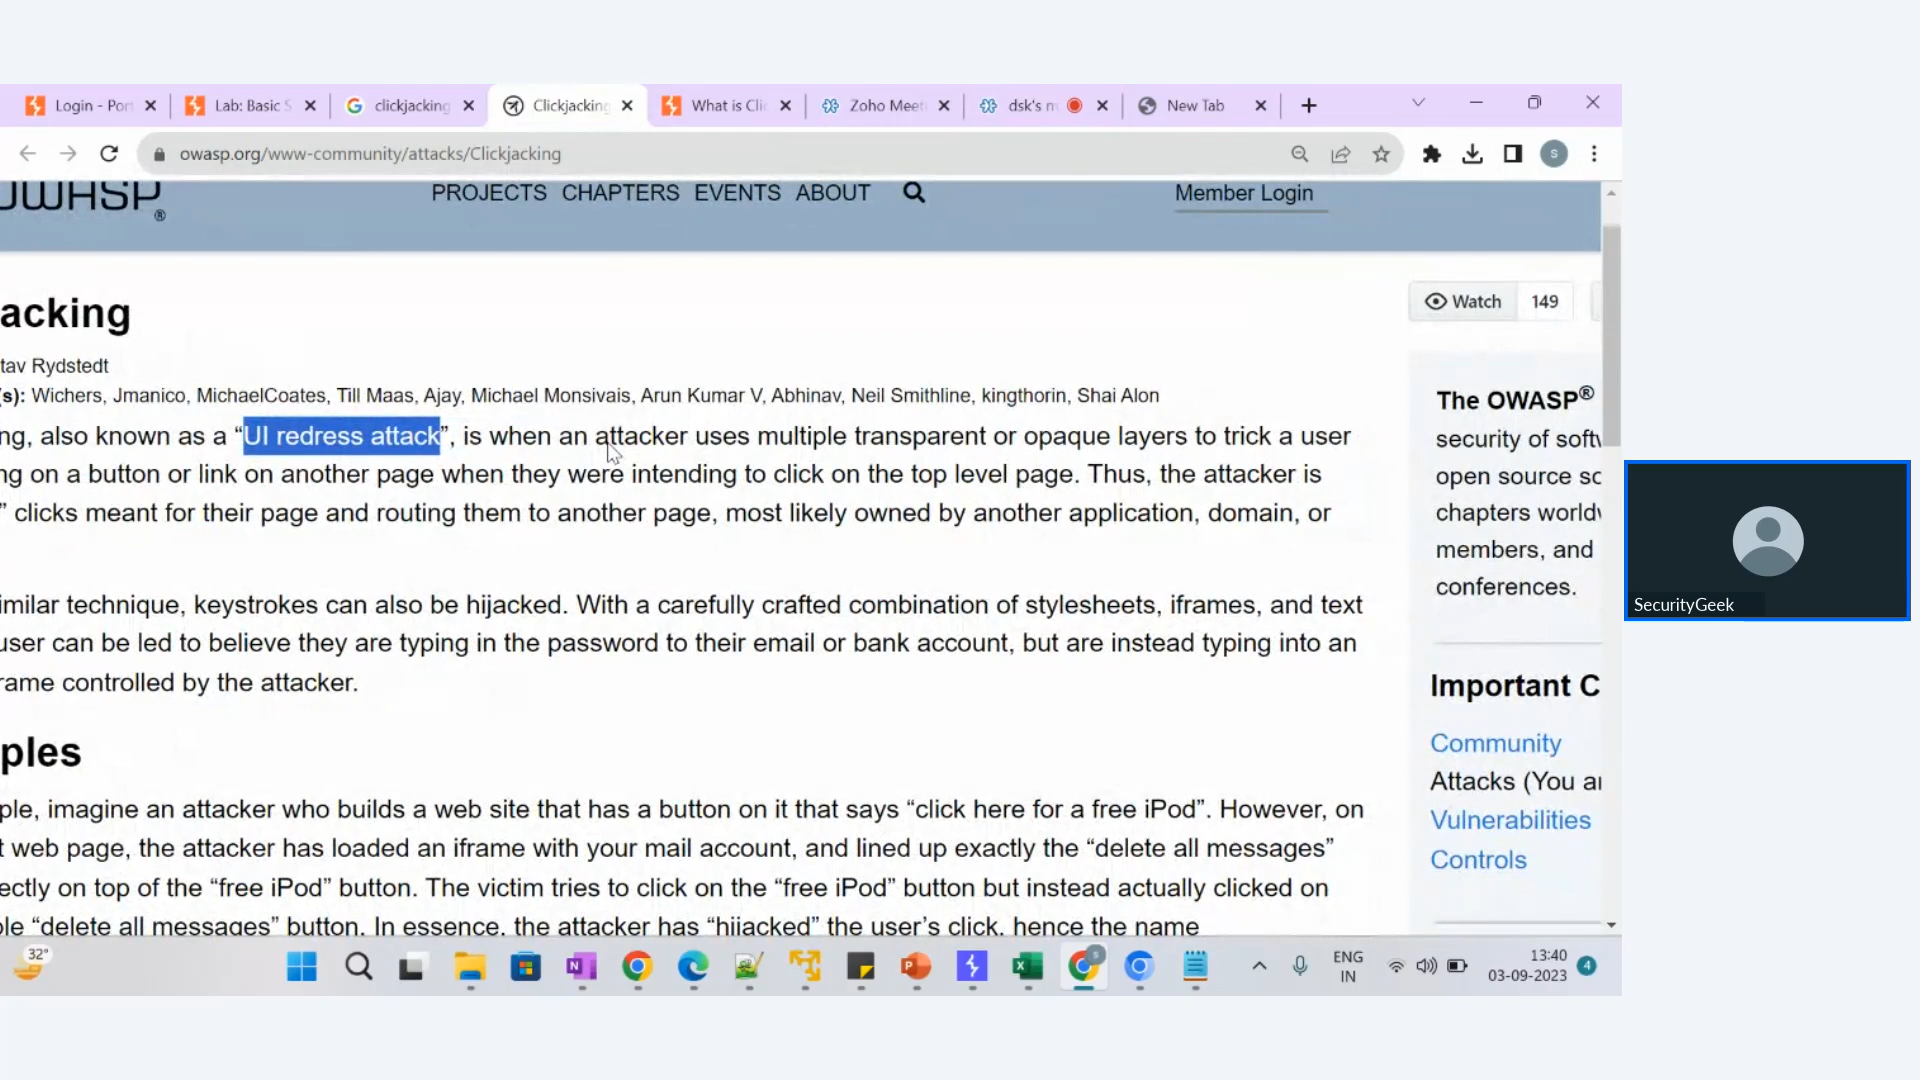 Login - Port
Lab: Basic S
clickjacking
Clickjacking
What is Clic
Zoho Meeti
dsk's m
New Tab
owasp.org/www-community/attacks/Clickjacking
S
OWASP®
PROJECTS CHAPTERS EVENTS ABOUT
Member Login
acking
Watch 149
tav Rydstedt
(s): Wichers, Jmanico, MichaelCoates, Till Maas, Ajay, Michael Monsivais, Arun Kumar V, Abhinav, Neil Smithline, kingthorin, Shai Alon
ng, also known as a “UI redress attack”, is when an attacker uses multiple transparent or opaque layers to trick a user
ng on a button or link on another page when they were intending to click on the top level page. Thus, the attacker is
” clicks meant for their page and routing them to another page, most likely owned by another application, domain, or
imilar technique, keystrokes can also be hijacked. With a carefully crafted combination of stylesheets, iframes, and text
user can be led to believe they are typing in the password to their email or bank account, but are instead typing into an
rame controlled by the attacker.
ples
ple, imagine an attacker who builds a web site that has a button on it that says “click here for a free iPod”. However, on
t web page, the attacker has loaded an iframe with your mail account, and lined up exactly the “delete all messages”
ectly on top of the “free iPod” button. The victim tries to click on the “free iPod” button but instead actually clicked on
ble “delete all messages” button. In essence, the attacker has “hijacked” the user’s click, hence the name
The OWASP®
security of softw
open source so
chapters worldw
members, and
conferences.
Important C
Community
Attacks (You ar
Vulnerabilities
Controls
SecurityGeek
32°
ENG
IN
13:40
03-09-2023
4